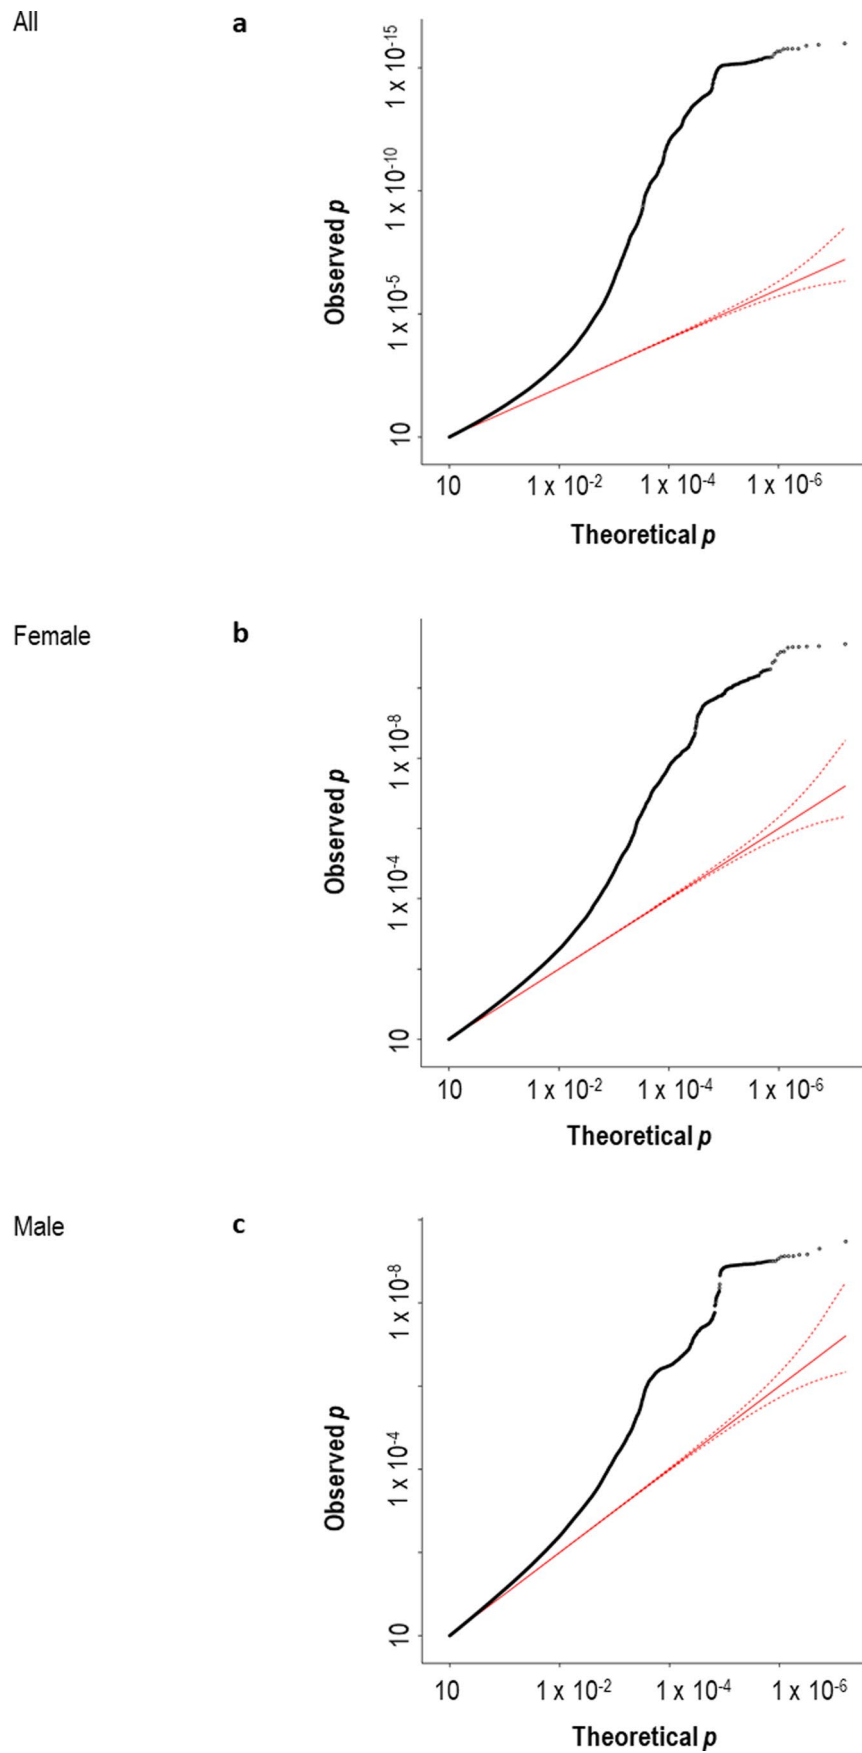 All
a
1 x 10-15
1 x 10-10
1 x 10-5
10
Observed p
10 1 x 10-2 1 x 10-4 1 x 10-6
Theoretical p
Female
b
1 x 10-8
1 x 10-4
10
Observed p
10 1 x 10-2 1 x 10-4 1 x 10-6
Theoretical p
Male
c
1 x 10-8
1 x 10-4
10
Observed p
10 1 x 10-2 1 x 10-4 1 x 10-6
Theoretical p